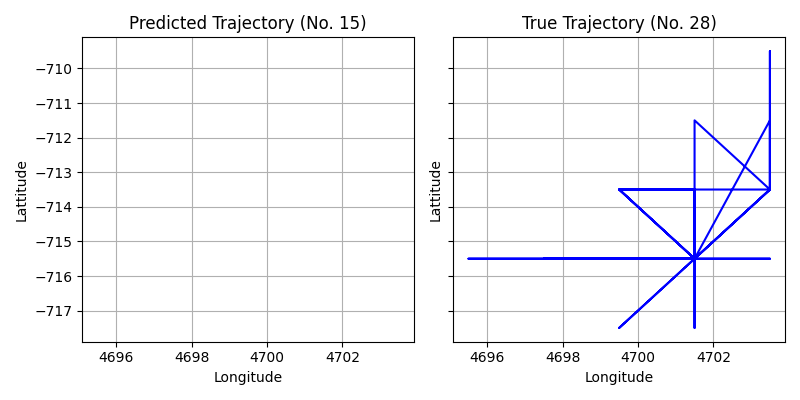 Predicted Trajectory (No. 15)
True Trajectory (No. 28)
Lattitude
−710
−711
−712
−713
−714
−715
−716
−717
4696
4698
4700
4702
Longitude
Lattitude
4696
4698
4700
4702
Longitude